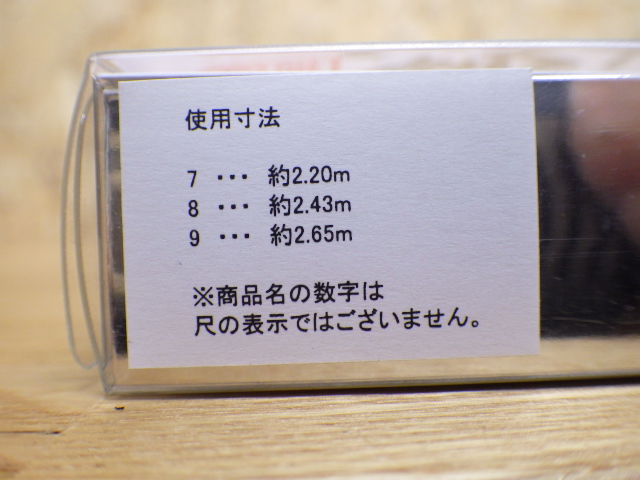 使用寸法
7 ･･･ 約2.20m
8 ･･･ 約2.43m
9 ･･･ 約2.65m
※商品名の数字は
尺の表示ではございません。